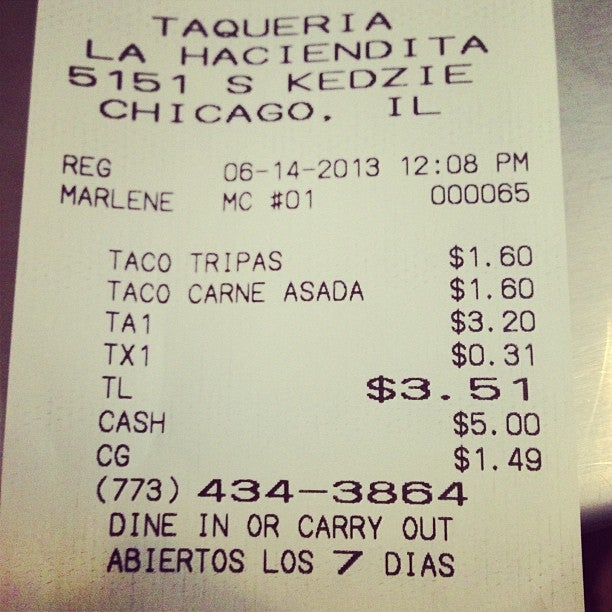 TAQUERIA
LA HACIENDITA
5151 S KEDZIE
CHICAGO, IL
REG 06-14-2013 12:08 PM
MARLENE MC #01 000065
TACO TRIPAS $1.60
TACO CARNE ASADA $1.60
TA1 $3.20
TX1 $0.31
TL $3.51
CASH $5.00
CG $1.49
(773) 434-3864
DINE IN OR CARRY OUT
ABIERTOS LOS 7 DIAS